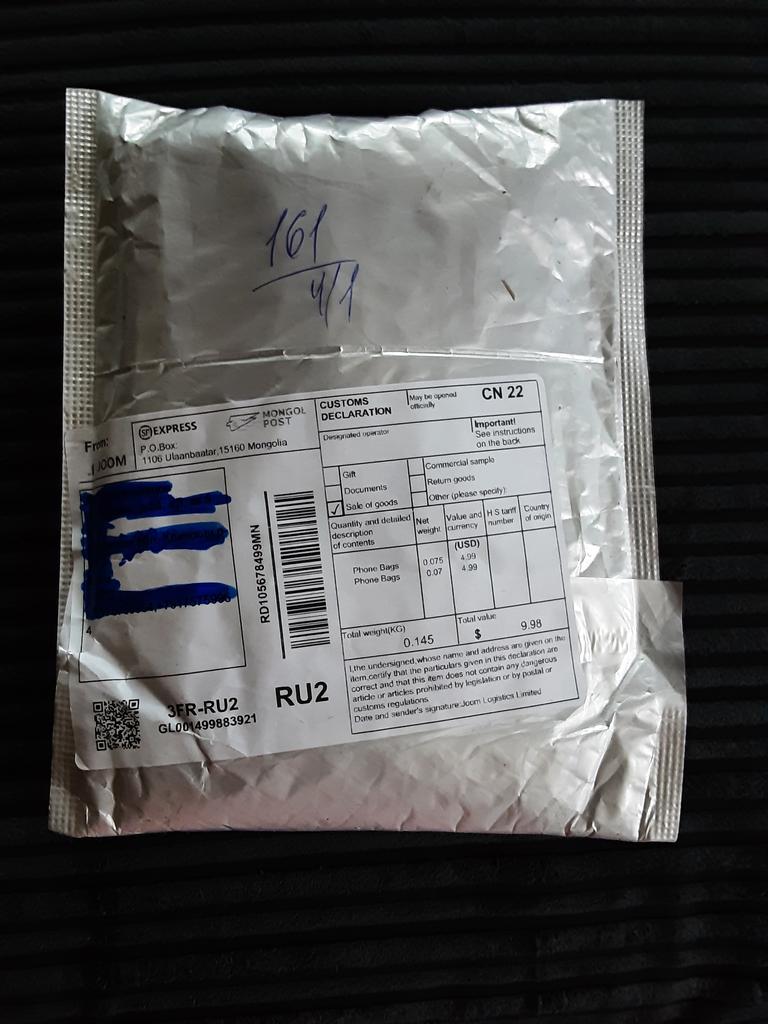 161
4/1
From:
JOOM
SF EXPRESS
MONGOL
POST
P.O.Box:
1106 Ulaanbaatar,15160 Mongolia
CUSTOMS
DECLARATION
May be opened
officially
CN 22
Designated operator
Important!
See instructions
on the back
Gift
Documents
✓ Sale of goods
Commercial sample
Return goods
Other (please specify):
Quantity and detailed
description
of contents
Net
weight
Value and
currency
H S tariff
number
Country
of origin
(USD)
Phone Bags 0.075 4.99
Phone Bags 0.07 4.99
Total weight(KG)
0.145
Total value
$ 9.98
I,the undersigned,whose name and address are given on the
item,certify that the particulars given in this declaration are
correct and that this item does not contain any dangerous
article or articles prohibited by legislation or by postal or
customs regulations
Date and sender's signature:Joom Logistics Limited
RD105678499MN
4
3FR-RU2
GL001499883921
RU2